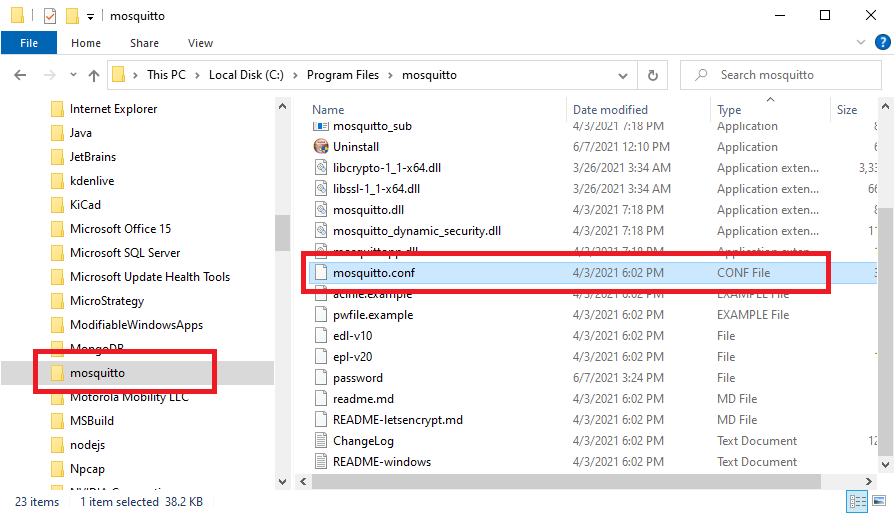 mosquitto
File Home Share View
This PC > Local Disk (C:) > Program Files > mosquitto
Search mosquitto
Internet Explorer
Java
JetBrains
kdenlive
KiCad
Microsoft Office 15
Microsoft SQL Server
Microsoft Update Health Tools
MicroStrategy
ModifiableWindowsApps
MongoDB
mosquitto
Motorola Mobility LLC
MSBuild
nodejs
Npcap
Name Date modified Type Size
mosquitto_sub 4/3/2021 7:18 PM Application
Uninstall 6/7/2021 12:10 PM Application
libcrypto-1_1-x64.dll 3/26/2021 3:34 AM Application exten... 3,33
libssl-1_1-x64.dll 3/26/2021 3:34 AM Application exten...
mosquitto.dll 4/3/2021 7:18 PM Application exten...
mosquitto_dynamic_security.dll 4/3/2021 7:18 PM Application exten...
mosquittopp.dll 4/3/2021 7:18 PM Application exten...
mosquitto.conf 4/3/2021 6:02 PM CONF File
aclfile.example 4/3/2021 6:02 PM EXAMPLE File
pwfile.example 4/3/2021 6:02 PM EXAMPLE File
edl-v10 4/3/2021 6:02 PM File
epl-v20 4/3/2021 6:02 PM File
password 6/7/2021 3:24 PM File
readme.md 4/3/2021 6:02 PM MD File
README-letsencrypt.md 4/3/2021 6:02 PM MD File
ChangeLog 4/3/2021 6:02 PM Text Document 12
README-windows 4/3/2021 6:02 PM Text Document
23 items 1 item selected 38.2 KB